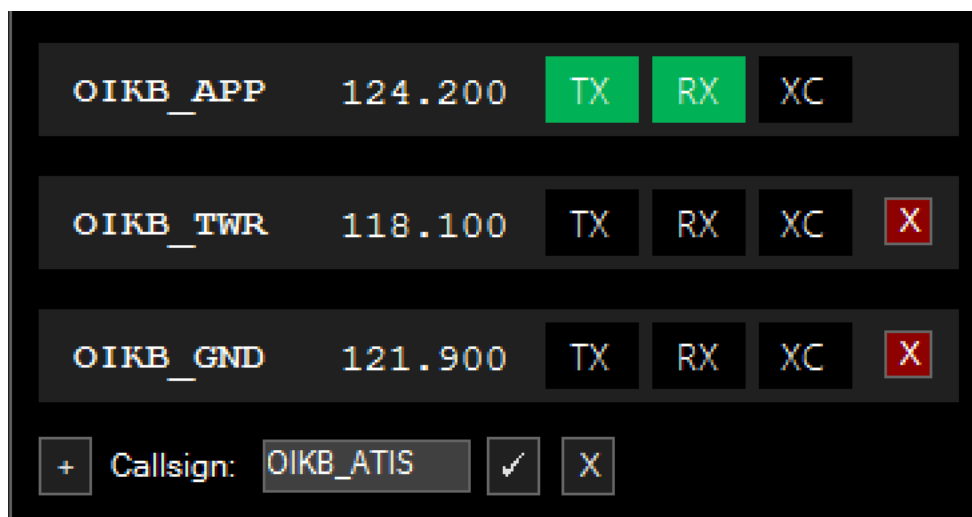 OIKB_APP 124.200 TX RX XC
OIKB_TWR 118.100 TX RX XC X
OIKB_GND 121.900 TX RX XC X
+ Callsign: OIKB_ATIS ✓ X